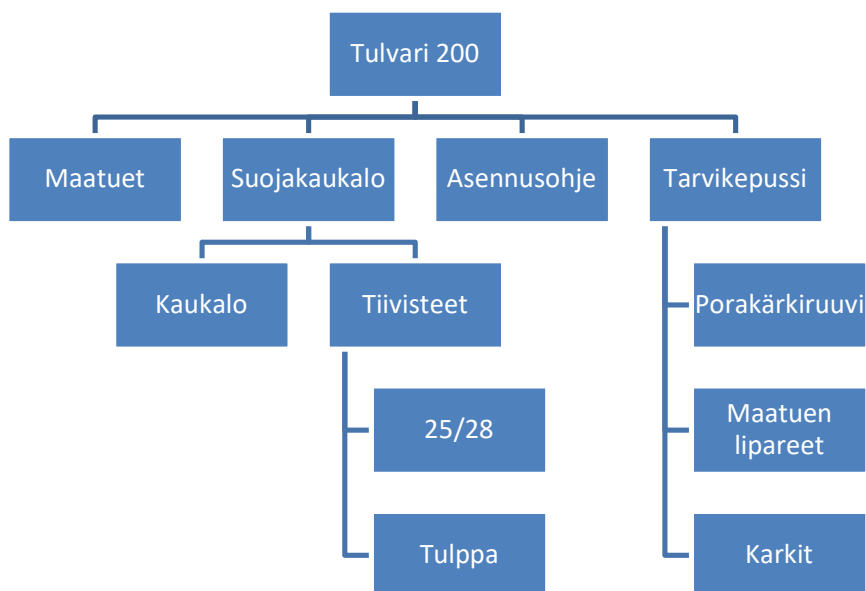 Tulvari 200
Maatuet
Suojakaukalo
Asennusohje
Tarvikepussi
Kaukalo
Tiivisteet
Porakärkiruuvi
25/28
Maatuen
lipareet
Tulppa
Karkit